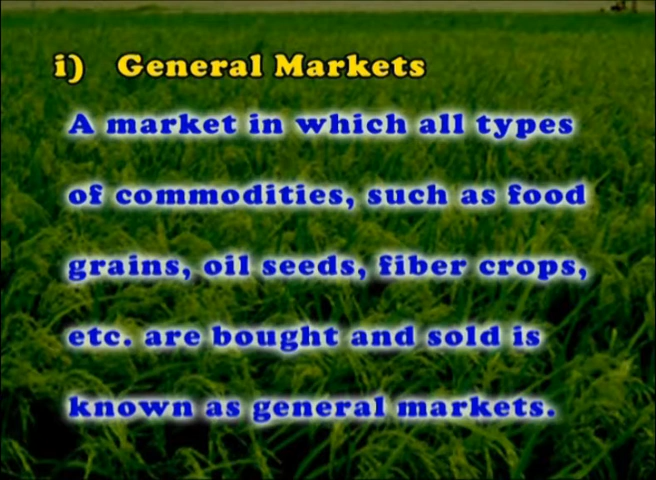 i) General Markets
A market in which all types
of commodities, such as food
grains, oil seeds, fiber crops,
etc. are bought and sold is
known as general markets.